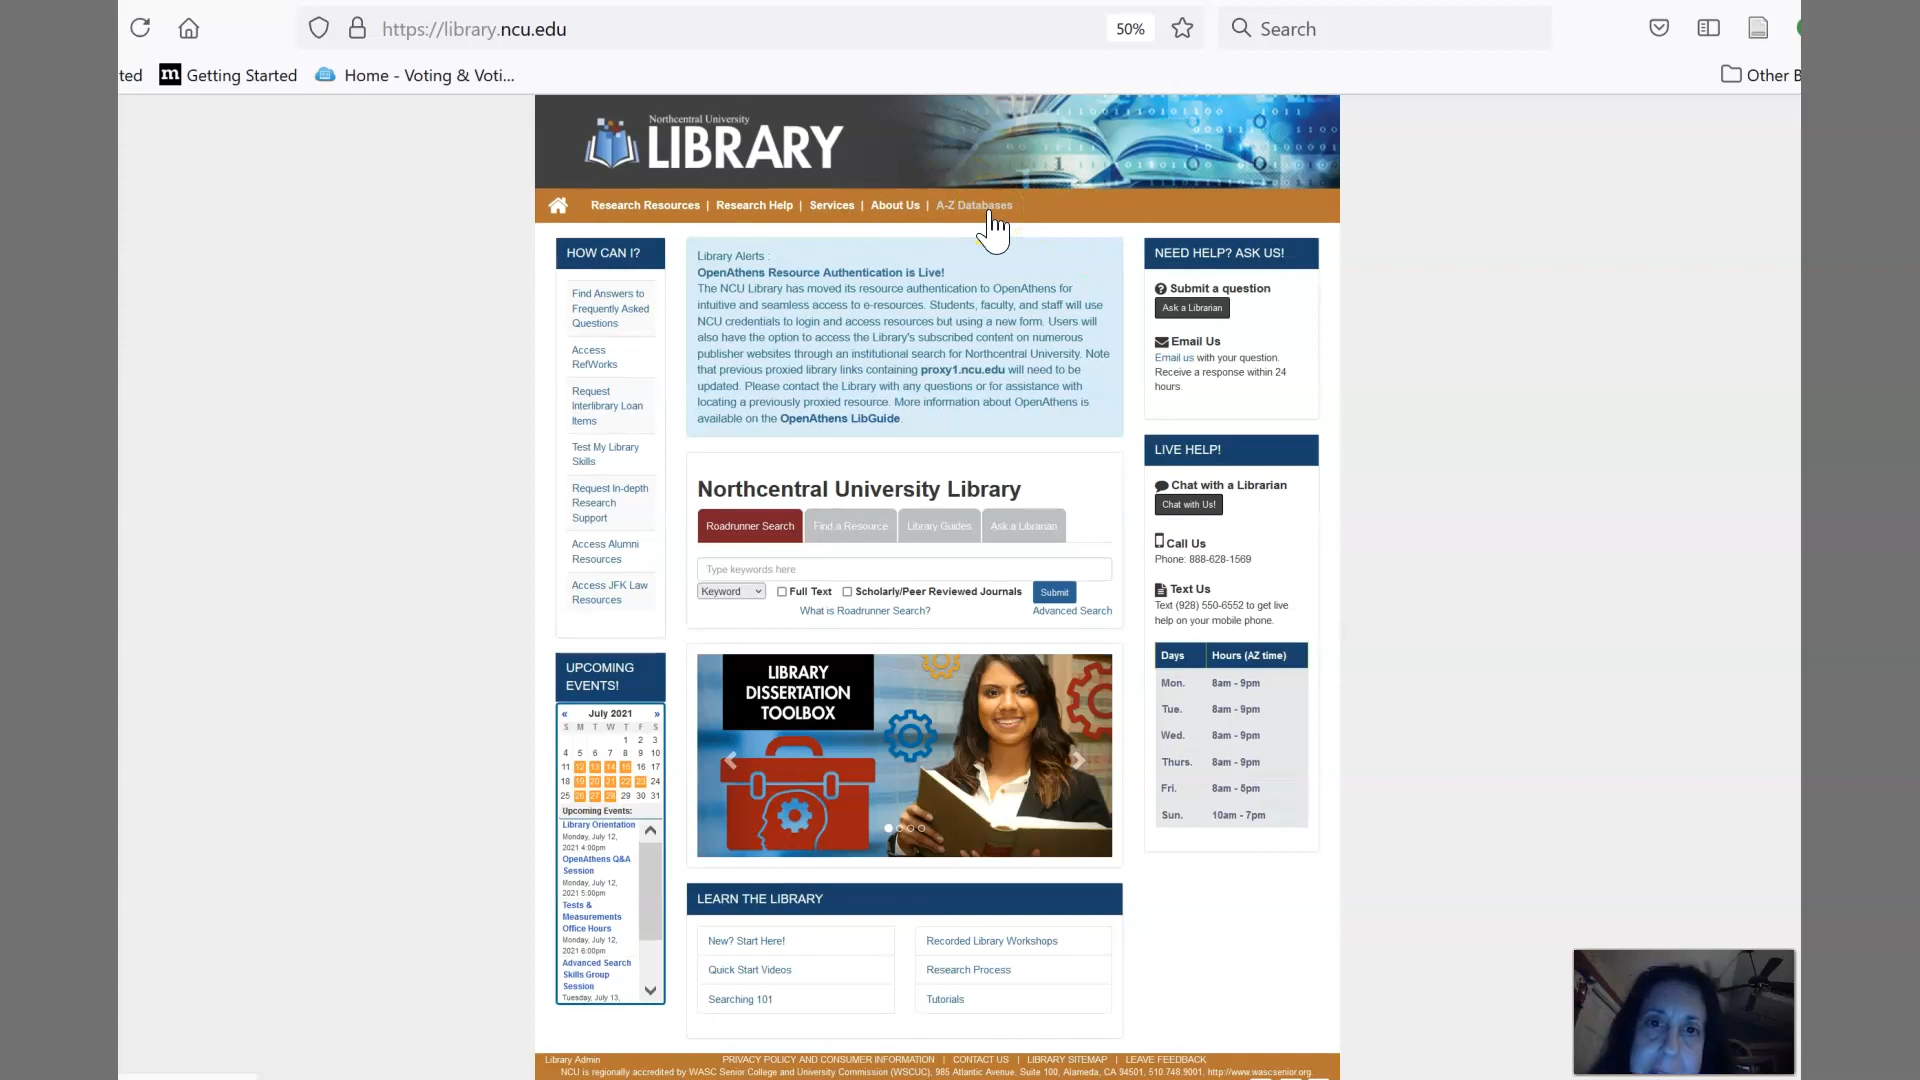 https://library.ncu.edu
50%
Search
ted
Getting Started
Home - Voting & Voti...
Other B
Northcentral University
LIBRARY
Research Resources | Research Help | Services | About Us | A-Z Databases
HOW CAN I?
Find Answers to
Frequently Asked
Questions
Access
RefWorks
Request
Interlibrary Loan
Items
Test My Library
Skills
Request In-depth
Research
Support
Access Alumni
Resources
Access JFK Law
Resources
UPCOMING
EVENTS!
« July 2021 »
S M T W T F S
1 2 3
4 5 6 7 8 9 10
11 12 13 14 15 16 17
18 19 20 21 22 23 24
25 26 27 28 29 30 31
Upcoming Events:
Library Orientation
Monday, July 12,
2021 4:00pm
OpenAthens Q&A
Session
Monday, July 12,
2021 5:00pm
Tests &
Measurements
Office Hours
Monday, July 12,
2021 6:00pm
Advanced Search
Skills Group
Session
Tuesday, July 13,
Library Alerts :
OpenAthens Resource Authentication is Live!
The NCU Library has moved its resource authentication to OpenAthens for
intuitive and seamless access to e-resources. Students, faculty, and staff will use
NCU credentials to login and access resources but using a new form. Users will
also have the option to access the Library's subscribed content on numerous
publisher websites through an institutional search for Northcentral University. Note
that previous proxied library links containing proxy1.ncu.edu will need to be
updated. Please contact the Library with any questions or for assistance with
locating a previously proxied resource. More information about OpenAthens is
available on the OpenAthens LibGuide.
Northcentral University Library
Roadrunner Search Find a Resource Library Guides Ask a Librarian
Type keywords here
Keyword Full Text Scholarly/Peer Reviewed Journals Submit
What is Roadrunner Search? Advanced Search
LIBRARY
DISSERTATION
TOOLBOX
LEARN THE LIBRARY
New? Start Here!
Quick Start Videos
Searching 101
Recorded Library Workshops
Research Process
Tutorials
NEED HELP? ASK US!
Submit a question
Ask a Librarian
Email Us
Email us with your question.
Receive a response within 24
hours.
LIVE HELP!
Chat with a Librarian
Chat with Us!
Call Us
Phone: 888-628-1569
Text Us
Text (928) 550-6552 to get live
help on your mobile phone.
Days Hours (AZ time)
Mon. 8am - 9pm
Tue. 8am - 9pm
Wed. 8am - 9pm
Thurs. 8am - 9pm
Fri. 8am - 5pm
Sun. 10am - 7pm
Library Admin PRIVACY POLICY AND CONSUMER INFORMATION | CONTACT US | LIBRARY SITEMAP | LEAVE FEEDBACK
NCU is regionally accredited by WASC Senior College and University Commission (WSCUC), 985 Atlantic Avenue, Suite 100, Alameda, CA 94501, 510.748.9001, http://www.wascsenior.org.